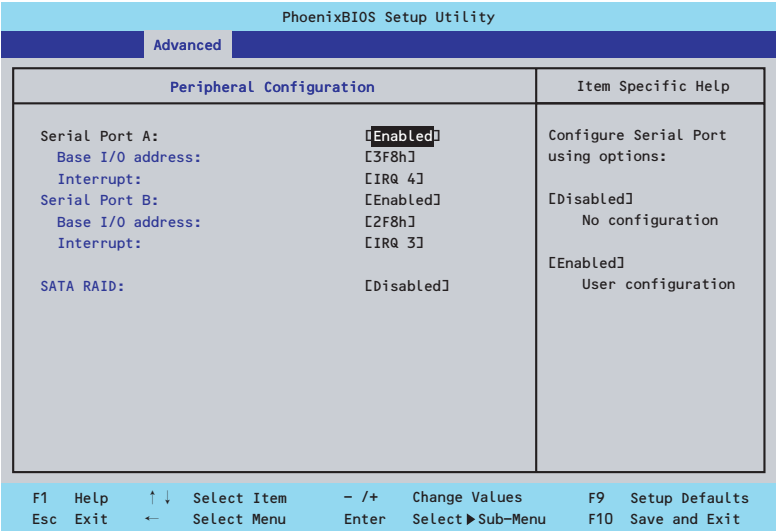 PhoenixBIOS Setup Utility
Advanced
Peripheral Configuration
Serial Port A: [Enabled]
Base I/O address: [3F8h]
Interrupt: [IRQ 4]
Serial Port B: [Enabled]
Base I/O address: [2F8h]
Interrupt: [IRQ 3]
SATA RAID: [Disabled]
Item Specific Help
Configure Serial Port
using options:
[Disabled]
No configuration
[Enabled]
User configuration
F1 Help ↑↓ Select Item - /+ Change Values F9 Setup Defaults
Esc Exit ← Select Menu Enter Select ▶ Sub-Menu F10 Save and Exit